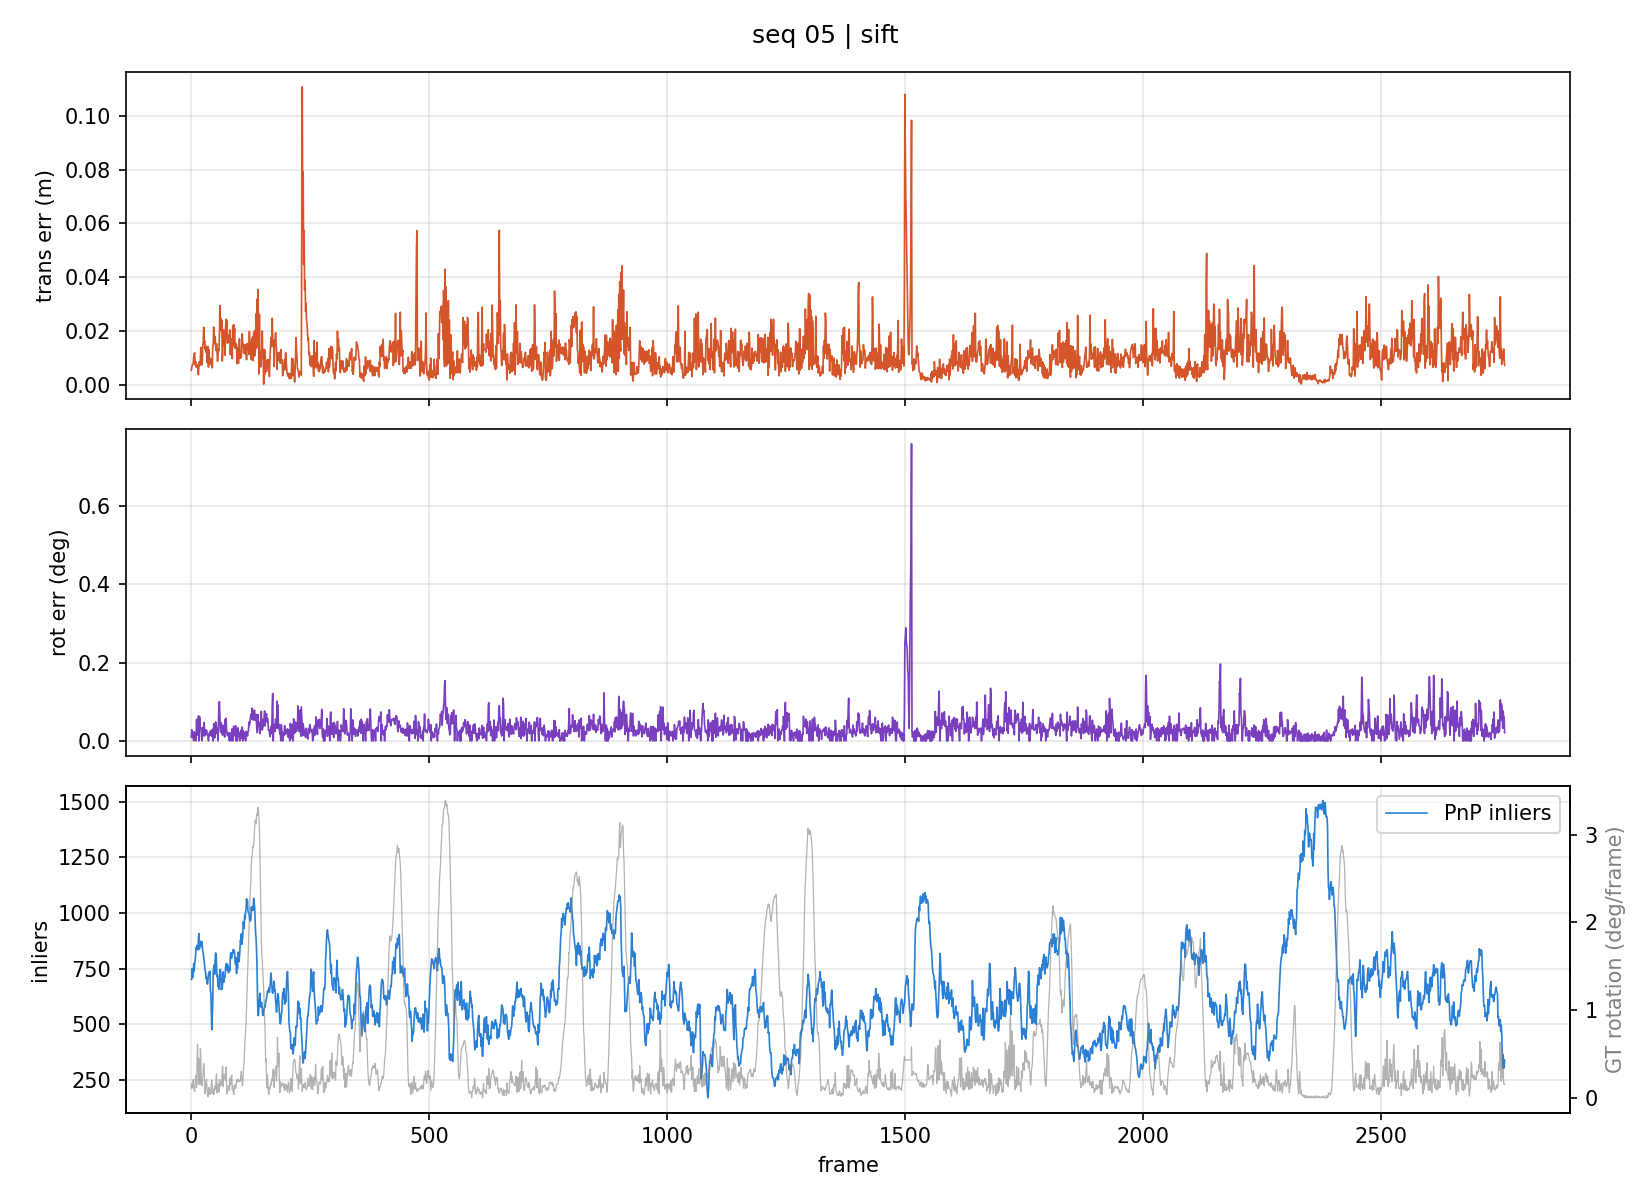 seq 05 | sift
trans err (m)
0.10
0.08
0.06
0.04
0.02
0.00
rot err (deg)
0.6
0.4
0.2
0.0
inliers
1500
1250
1000
750
500
250
PnP inliers
3
2
1
0
GT rotation (deg/frame)
0 500 1000 1500 2000 2500
frame